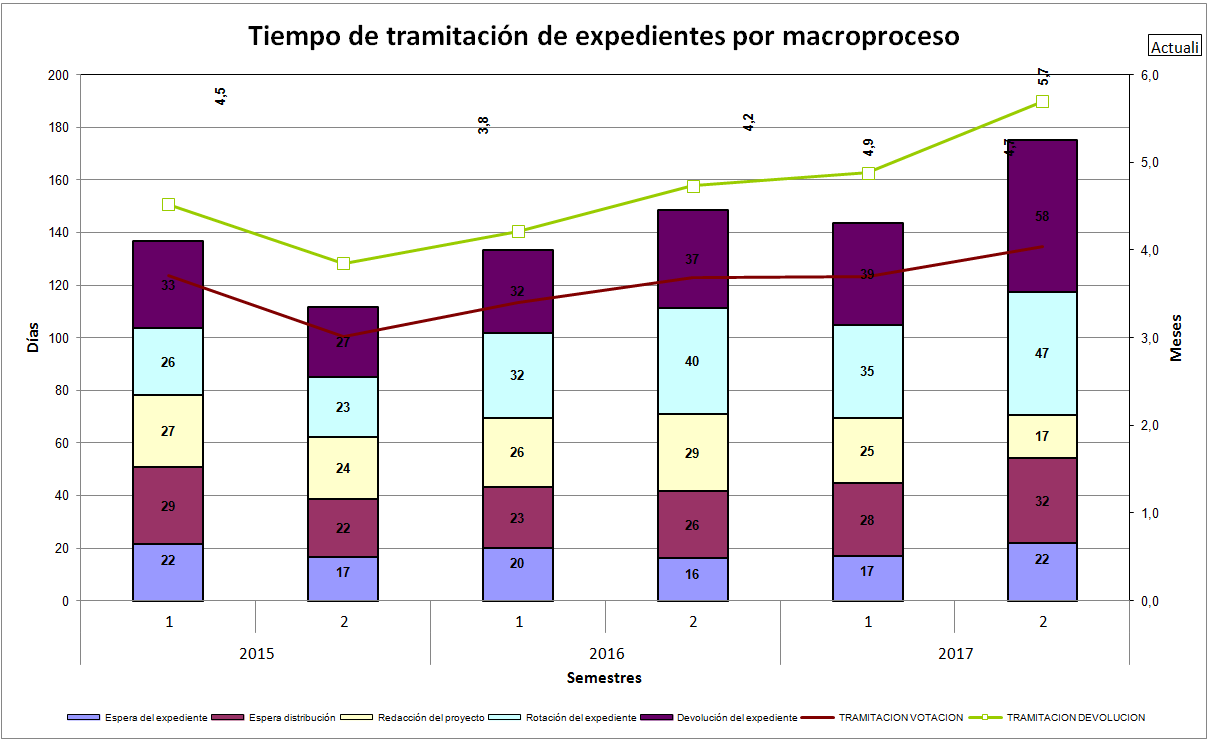 Tiempo de tramitación de expedientes por macroproceso
Actuali
200 6,0
180
160 5,0
140 4,0
120
100 3,0
80 2,0
60
40 1,0
20
0 0,0
Días
Meses
4,5 3,8 4,2 4,9 4,7 5,7
33 27 32 37 39 58
26 23 32 40 35 47
27 24 26 29 25 17
29 22 23 26 28 32
22 17 20 16 17 22
1 2 1 2 1 2
2015 2016 2017
Semestres
Espera del expediente Espera distribución Redacción del proyecto Rotación del expediente Devolución del expediente TRAMITACION VOTACION TRAMITACION DEVOLUCION